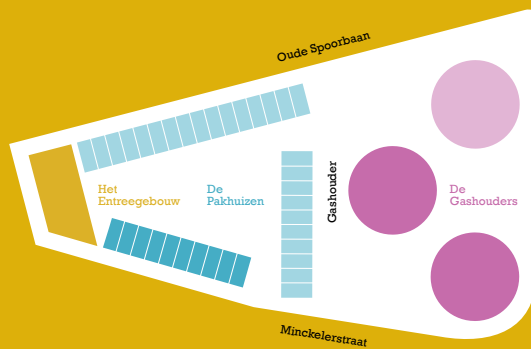 Oude Spoorbaan
Het
Entreegebouw
De
Pakhuizen
Gashouder
De
Gashouders
Minckelerstraat